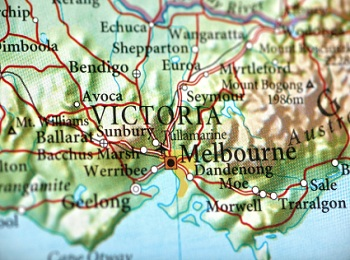 Kerang
Echuca
Wangaratta
Shepparton
Dimboola
Bendigo
Euroa
Myrtleford
Mount Bogong
1986m
Avoca
Seymour
Mt. Williams
VICTORIA
Sunbury
Tullamarine
Ballarat
Bacchus Marsh
Melbourne
Werribee
Dandenong
Moe
Sale
Geelong
Morwell
Traralgon